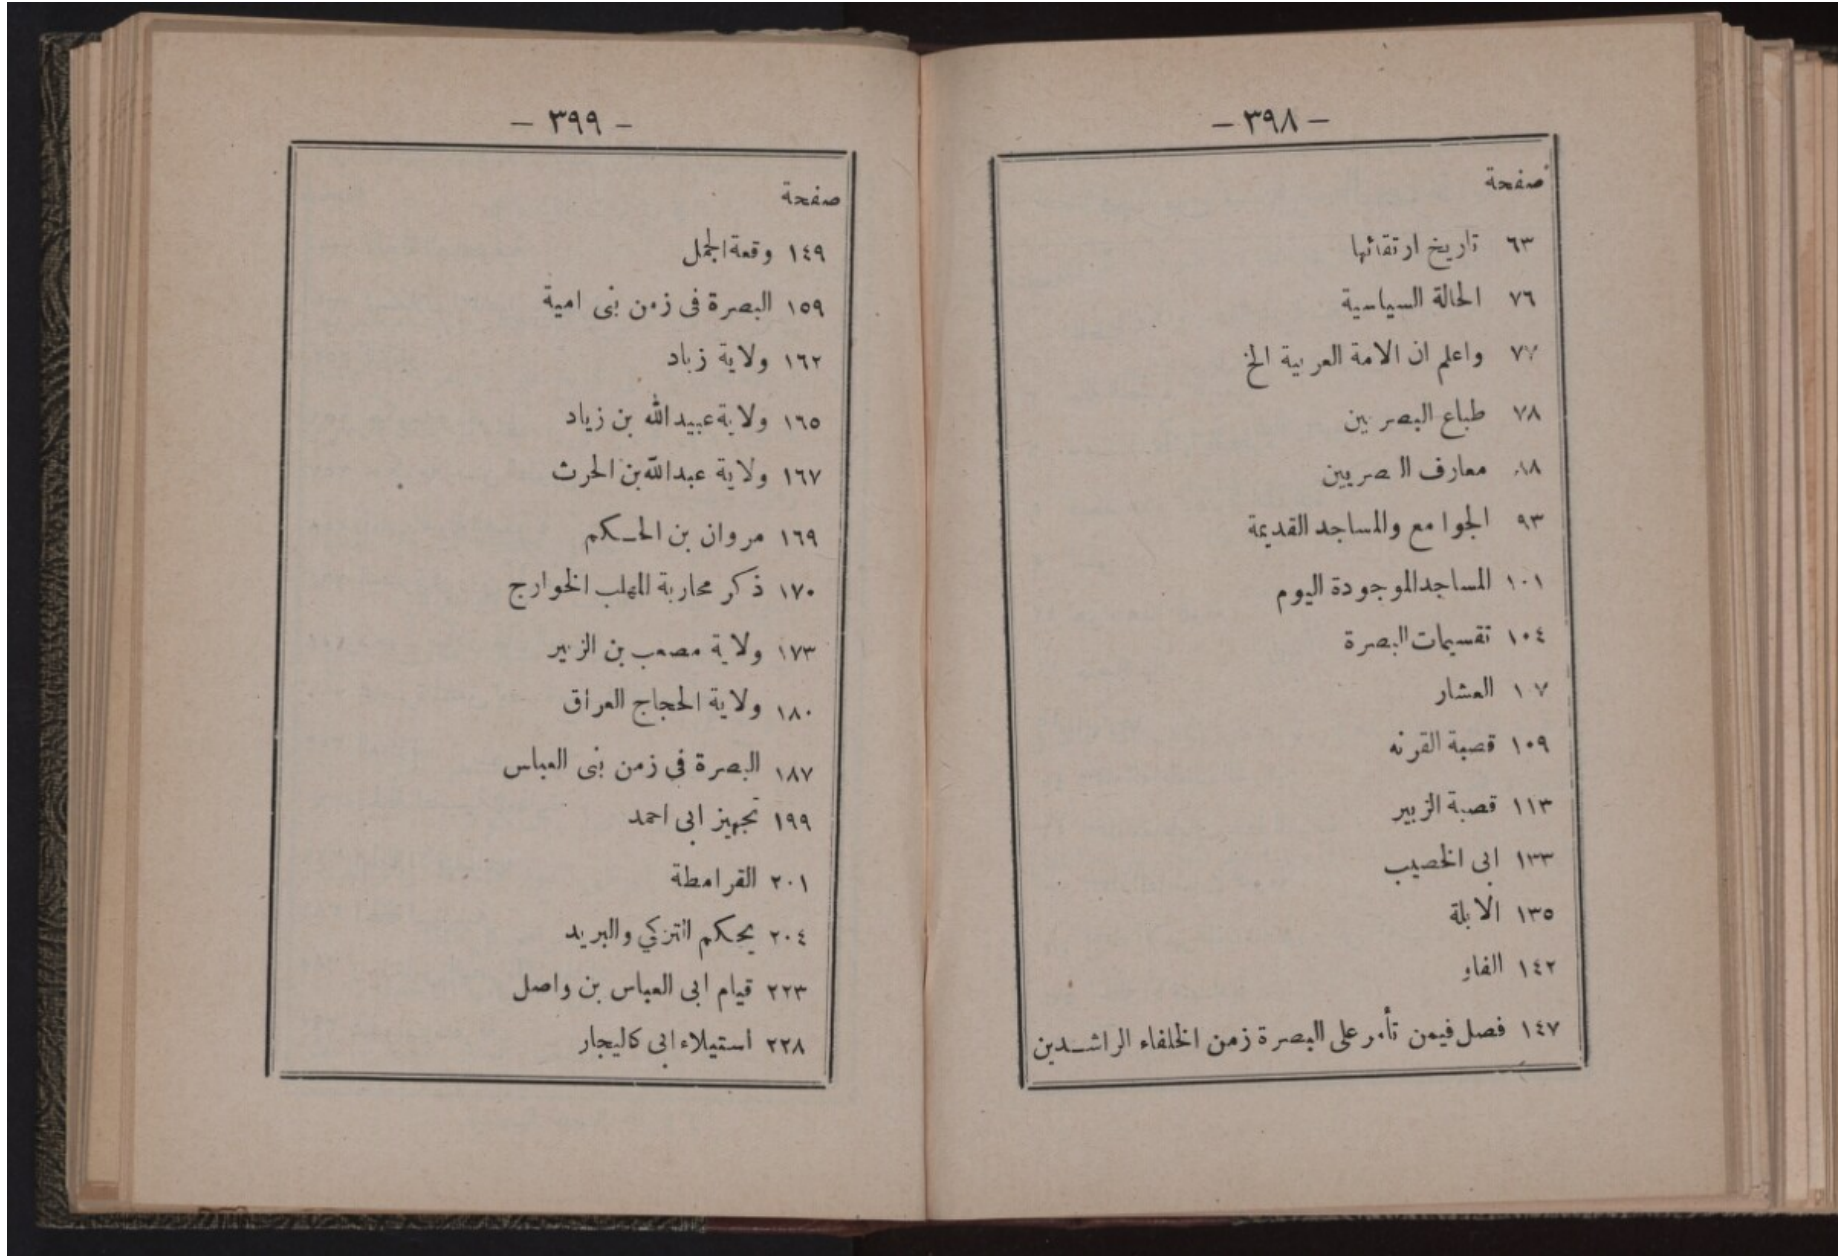 — ٣٩٨ —
صفحة
٦٣ تاريخ ارتقائها
٧٦ الحالة السياسية
٧٧ واعلم ان الامة العربية الخ
٧٨ طباع البصريين
٨٨ معارف البصريين
٩٣ الجوامع والمساجد القديمة
١٠١ المساجد الموجودة اليوم
١٠٤ تقسيمات البصرة
١٠٧ العشار
١٠٩ قصبة القرنه
١١٣ قصبة الزبير
١٣٣ ابى الخصيب
١٣٥ الابلة
١٤٢ الفاو
١٤٧ فصل فيمن تأمر على البصرة زمن الخلفاء الراشدين
— ٣٩٩ —
صفحة
١٤٩ وقعة الجمل
١٥٩ البصرة فى زمن بنى امية
١٦٢ ولاية زياد
١٦٥ ولاية عبيد الله بن زياد
١٦٧ ولاية عبد الله بن الحرث
١٦٩ مروان بن الحكم
١٧٠ ذكر محاربة المهلب الخوارج
١٧٣ ولاية مصعب بن الزبير
١٨٠ ولاية الحجاج العراق
١٨٧ البصرة في زمن بنى العباس
١٩٩ تجهيز ابى احمد
٢٠١ القرامطة
٢٠٤ بحكم التركي والبريد
٢٢٣ قيام ابى العباس بن واصل
٢٢٨ استيلاء ابى كاليجار